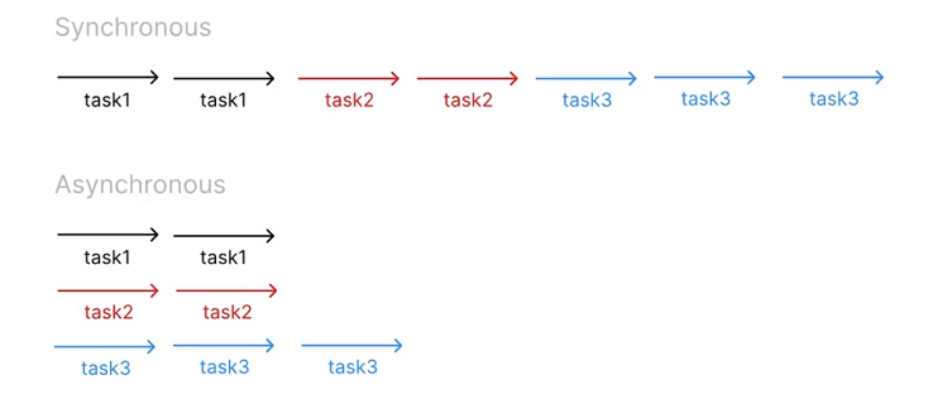 Synchronous
task1 task1 task2 task2 task3 task3 task3
Asynchronous
task1 task1
task2 task2
task3 task3 task3